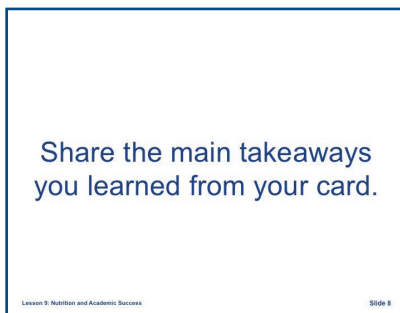 Share the main takeaways
you learned from your card.
Lesson 9: Nutrition and Academic Success
Slide 8